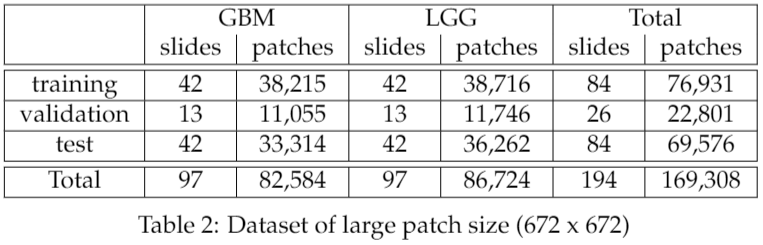 GBM LGG Total
slides patches slides patches slides patches
training 42 38,215 42 38,716 84 76,931
validation 13 11,055 13 11,746 26 22,801
test 42 33,314 42 36,262 84 69,576
Total 97 82,584 97 86,724 194 169,308
Table 2: Dataset of large patch size (672 x 672)